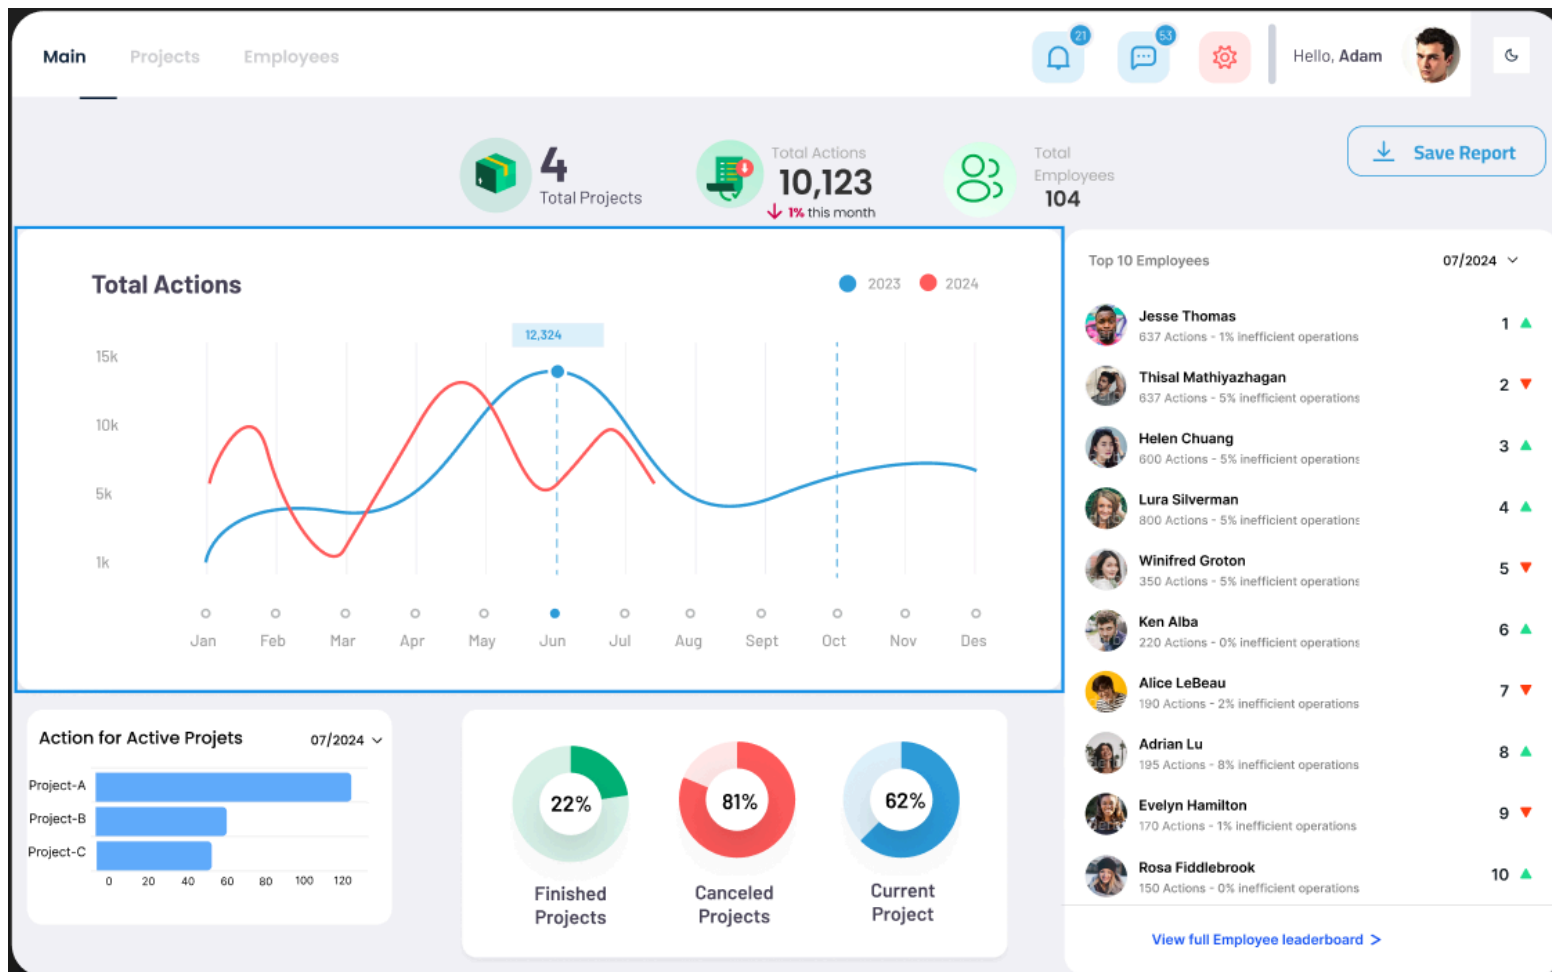 Main
Projects
Employees
21
53
Hello, Adam
4
Total Projects
Total Actions
10,123
1% this month
Total
Employees
104
Save Report
Total Actions
2023
2024
12,324
15k
10k
5k
1k
Jan
Feb
Mar
Apr
May
Jun
Jul
Aug
Sept
Oct
Nov
Des
Top 10 Employees
07/2024
Jesse Thomas
1
637 Actions - 1% inefficient operations
Thisal Mathiyazhagan
2
637 Actions - 5% inefficient operations
Helen Chuang
3
600 Actions - 5% inefficient operations
Lura Silverman
4
800 Actions - 5% inefficient operations
Winifred Groton
5
350 Actions - 5% inefficient operations
Ken Alba
6
220 Actions - 0% inefficient operations
Alice LeBeau
7
190 Actions - 2% inefficient operations
Adrian Lu
8
195 Actions - 8% inefficient operations
Evelyn Hamilton
9
170 Actions - 1% inefficient operations
Rosa Fiddlebrook
10
150 Actions - 0% inefficient operations
View full Employee leaderboard >
Action for Active Projets
07/2024
Project-A
Project-B
Project-C
0
20
40
60
80
100
120
22%
Finished
Projects
81%
Canceled
Projects
62%
Current
Project